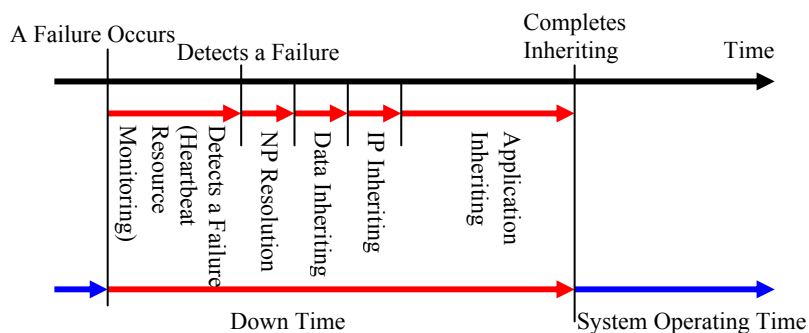 A Failure Occurs
Detects a Failure
Completes
Inheriting
Time
Detects a Failure
(Heartbeat
Resource
Monitoring)
NP Resolution
Data Inheriting
IP Inheriting
Application
Inheriting
Down Time
System Operating Time